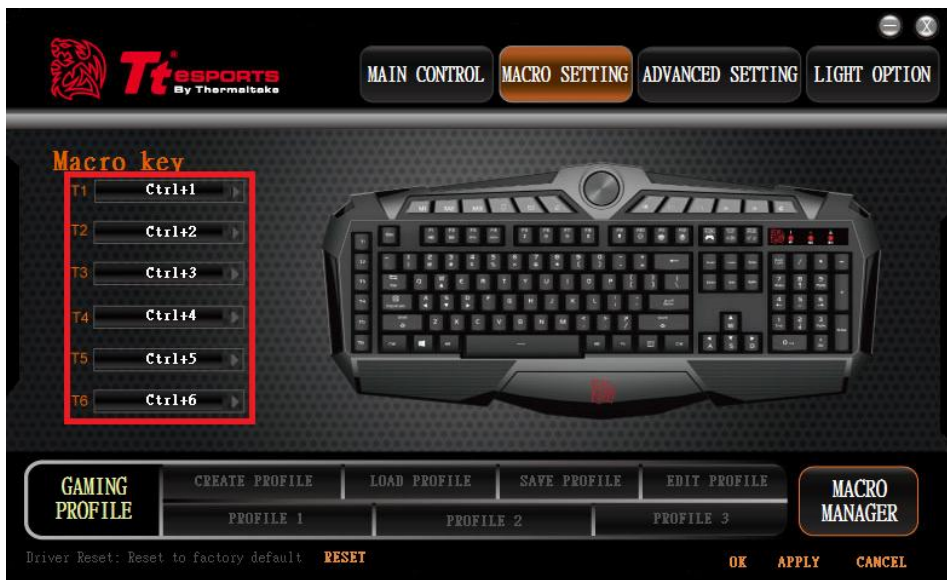 Tt eSPORTS
By Thermaltake
MAIN CONTROL
MACRO SETTING
ADVANCED SETTING
LIGHT OPTION
Macro key
T1 Ctrl+1
T2 Ctrl+2
T3 Ctrl+3
T4 Ctrl+4
T5 Ctrl+5
T6 Ctrl+6
GAMING
PROFILE
CREATE PROFILE
LOAD PROFILE
SAVE PROFILE
EDIT PROFILE
PROFILE 1
PROFILE 2
PROFILE 3
MACRO
MANAGER
Driver Reset: Reset to factory default RESET
OK APPLY CANCEL